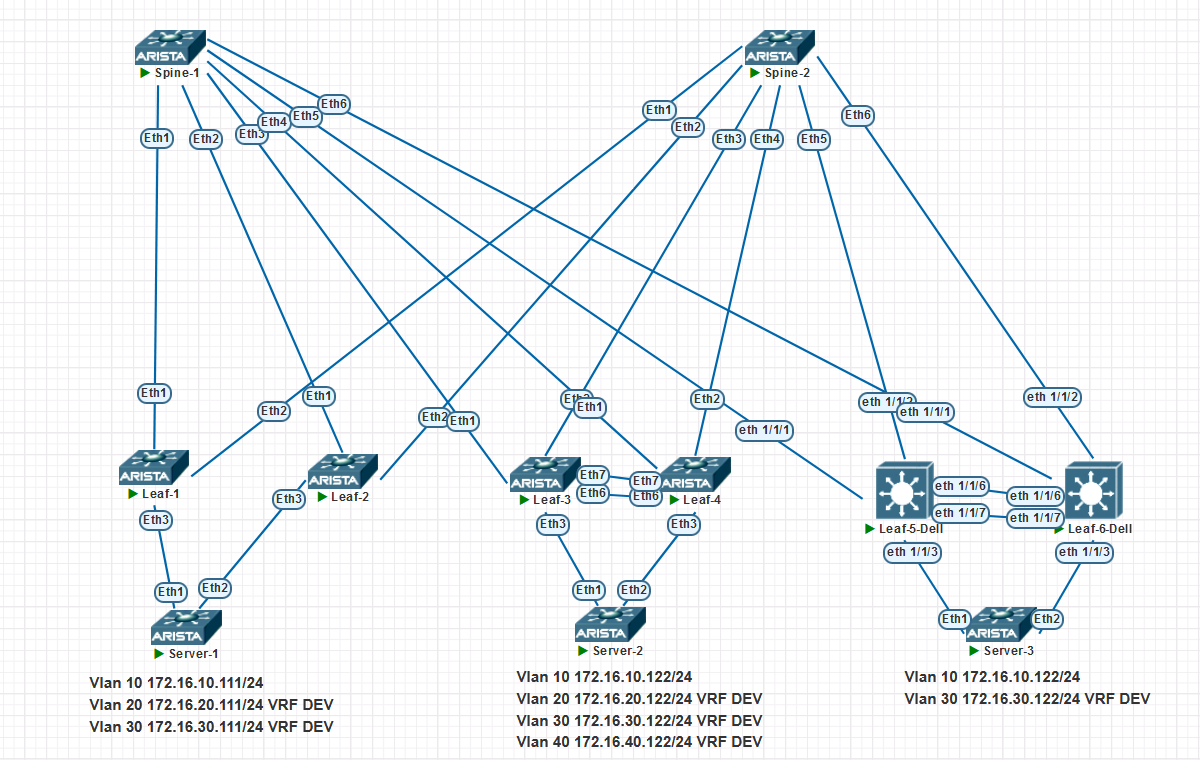 ARISTA
ARISTA
Spine-1
Spine-2
Eth6
Eth1
Eth6
Eth5
Eth4
Eth2
Eth3
Eth1
Eth2
Eth3
Eth4
Eth5
Eth1
Eth1
Eth2
Eth2
Eth1
Eth1
Eth2
eth 1/1/2
eth 1/1/1
eth 1/1/2
eth 1/1/1
ARISTA
ARISTA
ARISTA
ARISTA
Eth7
Eth7
Eth6
Eth6
eth 1/1/6
eth 1/1/6
eth 1/1/7
eth 1/1/7
Leaf-1
Leaf-2
Leaf-3
Leaf-4
Leaf-5-Dell
Leaf-6-Dell
Eth3
Eth3
Eth3
Eth3
eth 1/1/3
eth 1/1/3
Eth1
Eth2
Eth1
Eth2
Eth1
Eth2
ARISTA
ARISTA
ARISTA
Server-1
Server-2
Server-3
Vlan 10 172.16.10.111/24
Vlan 20 172.16.20.111/24 VRF DEV
Vlan 30 172.16.30.111/24 VRF DEV
Vlan 10 172.16.10.122/24
Vlan 20 172.16.20.122/24 VRF DEV
Vlan 30 172.16.30.122/24 VRF DEV
Vlan 40 172.16.40.122/24 VRF DEV
Vlan 10 172.16.10.122/24
Vlan 30 172.16.30.122/24 VRF DEV